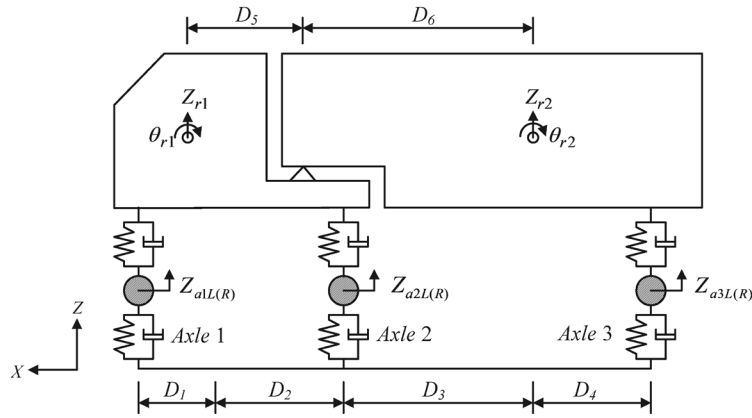 D5 D6
Zr1 Zr2
θr1 θr2
Za1L(R) Za2L(R) Za3L(R)
Z
Axle 1 Axle 2 Axle 3
X
D1 D2 D3 D4